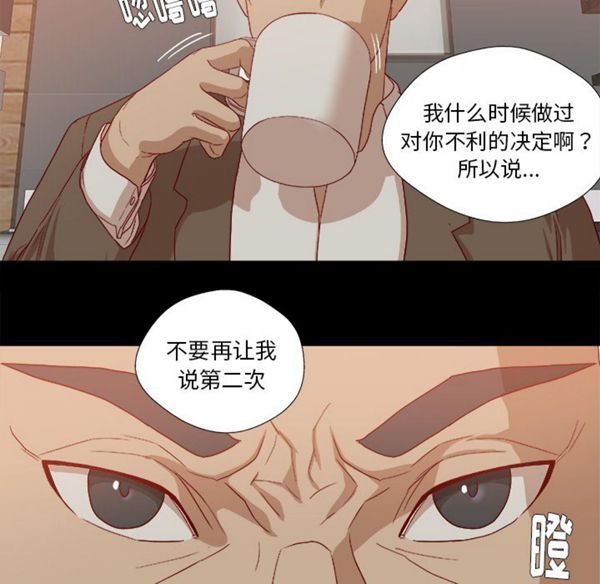 我什么时候做过
对你不利的决定啊？
所以说...
不要再让我
说第二次
瞪